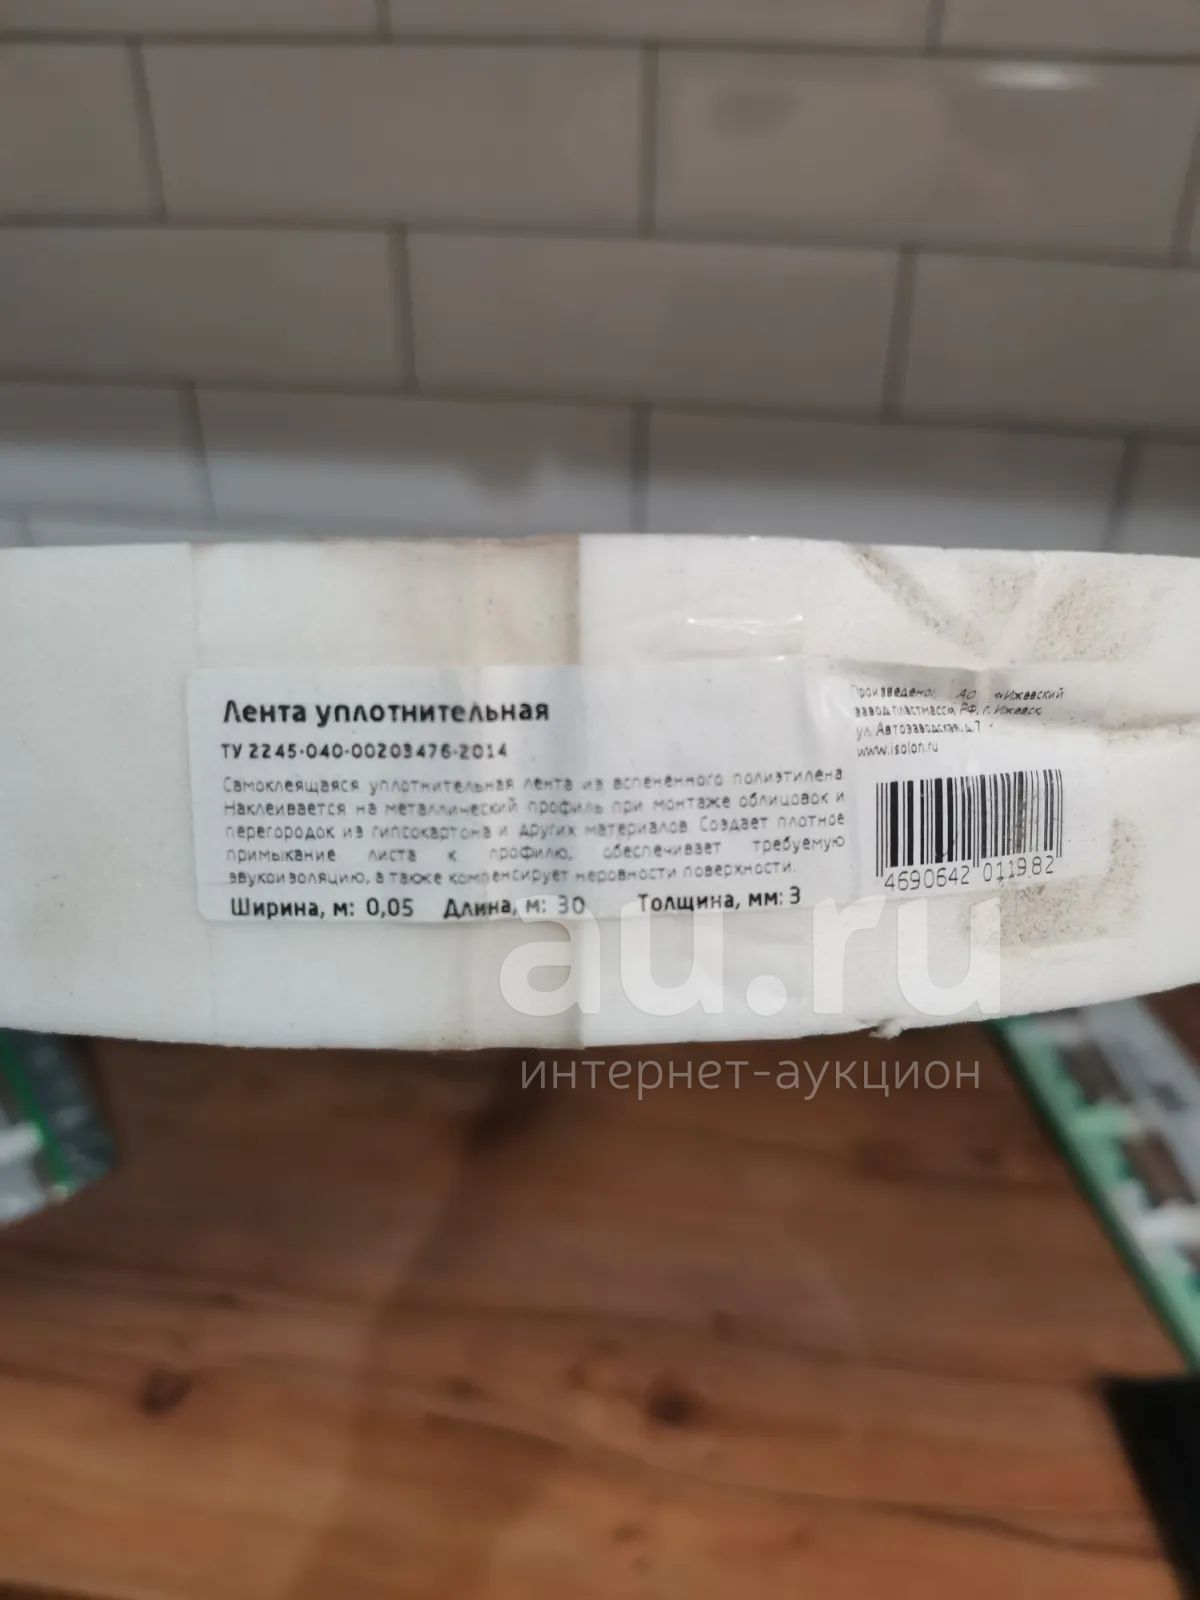 Лента уплотнительная
ТУ 2245-040-00203476-2014
Самоклеящаяся уплотнительная лента из вспененного полиэтилена
Наклеивается на металлический профиль при монтаже облицовок и
перегородок из гипсокартона и других материалов. Создает плотное
примыкание листа к профилю, обеспечивает требуемую
звукоизоляцию, а также компенсирует неровности поверхности.
Ширина, м: 0,05 Длина, м: 30 Толщина, мм: 3
Произведено: АО «Ижевский
завод пластмасс», РФ, г. Ижевск,
ул. Автозаводская, д.7
www.isolon.ru
4690642 011982
au.ru
интернет-аукцион